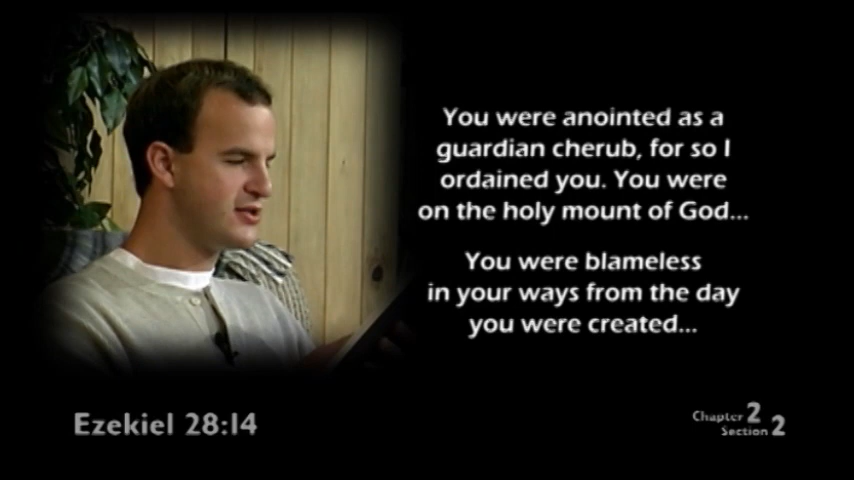 You were anointed as a
guardian cherub, for so I
ordained you. You were
on the holy mount of God...
You were blameless
in your ways from the day
you were created...
Ezekiel 28:14
Chapter 2
Section 2